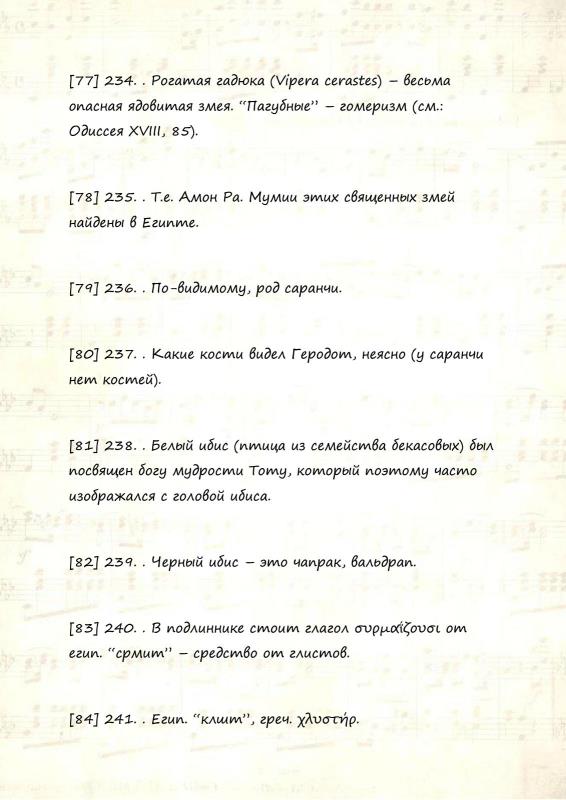 [77] 234. . Рогатая гадюка (Vipera cerastes) – весьма
опасная ядовитая змея. “Пагубные” – гомеризм (см.:
Одиссея XVIII, 85).
[78] 235. . Т.е. Амон Ра. Мумии этих священных змей
найдены в Египте.
[79] 236. . По-видимому, род саранчи.
[80] 237. . Какие кости видел Геродот, неясно (у саранчи
нет костей).
[81] 238. . Белый ибис (птица из семейства бекасовых) был
посвящен богу мудрости Тоту, который поэтому часто
изображался с головой ибиса.
[82] 239. . Черный ибис – это чапрак, вальдрап.
[83] 240. . В подлиннике стоит глагол συρμαΐζουσι от
егип. “срмит” – средство от глистов.
[84] 241. . Егип. “клшт”, греч. χλυστήρ.